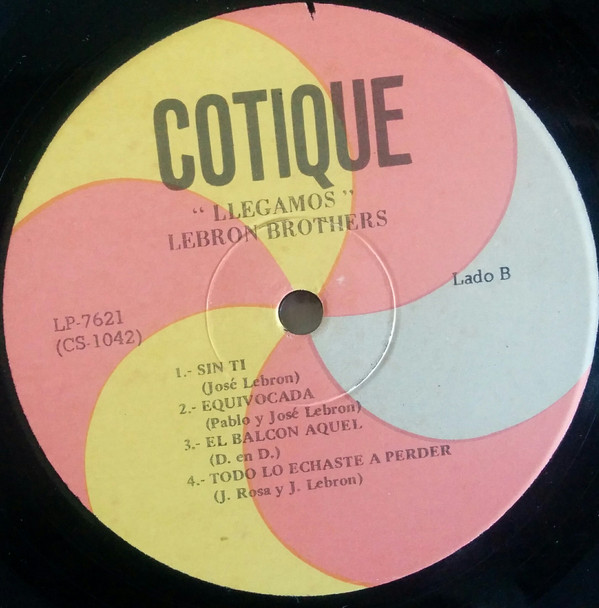 COTIQUE
" LLEGAMOS "
LEBRON BROTHERS
Lado B
LP-7621
(CS-1042)
1.- SIN TI
(José Lebron)
2.- EQUIVOCADA
(Pablo y José Lebron)
3.- EL BALCON AQUEL
(D. en D.)
4.- TODO LO ECHASTE A PERDER
(J. Rosa y J. Lebron)